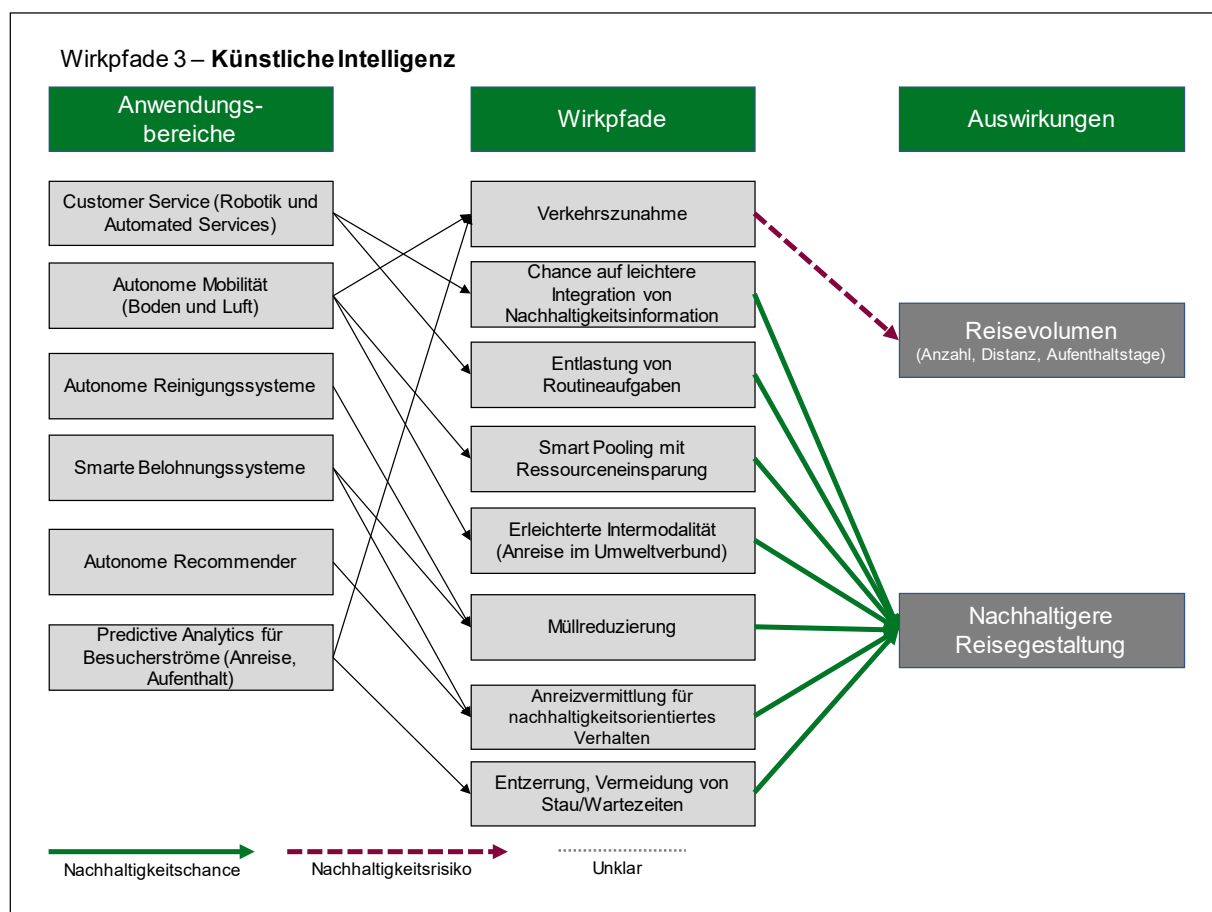 Wirkpfade 3 – Künstliche Intelligenz
Anwendungs-
bereiche
Wirkpfade
Auswirkungen
Customer Service (Robotik und
Automated Services)
Autonome Mobilität
(Boden und Luft)
Autonome Reinigungssysteme
Smarte Belohnungssysteme
Autonome Recommender
Predictive Analytics für
Besucherströme (Anreise,
Aufenthalt)
Verkehrszunahme
Chance auf leichtere
Integration von
Nachhaltigkeitsinformation
Entlastung von
Routineaufgaben
Smart Pooling mit
Ressourceneinsparung
Erleichterte Intermodalität
(Anreise im Umweltverbund)
Müllreduzierung
Anreizvermittlung für
nachhaltigkeitsorientiertes
Verhalten
Entzerrung, Vermeidung von
Stau/Wartezeiten
Reisevolumen
(Anzahl, Distanz, Aufenthaltstage)
Nachhaltigere
Reisegestaltung
Nachhaltigkeitschance
Nachhaltigkeitsrisiko
Unklar